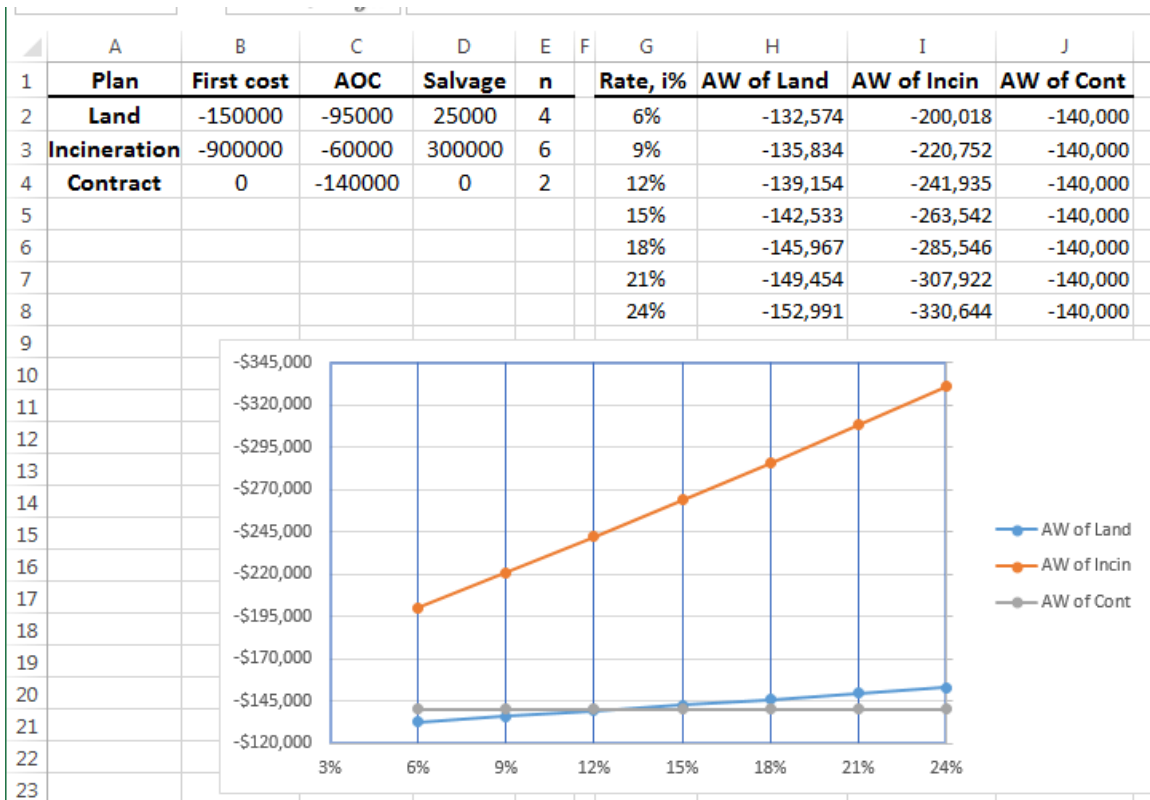 A B C D E F G H I J
1 Plan First cost AOC Salvage n Rate, i% AW of Land AW of Incin AW of Cont
2 Land -150000 -95000 25000 4 6% -132,574 -200,018 -140,000
3 Incineration -900000 -60000 300000 6 9% -135,834 -220,752 -140,000
4 Contract 0 -140000 0 2 12% -139,154 -241,935 -140,000
5 15% -142,533 -263,542 -140,000
6 18% -145,967 -285,546 -140,000
7 21% -149,454 -307,922 -140,000
8 24% -152,991 -330,644 -140,000
9
10
11
12
13
14
15
16
17
18
19
20
21
22
23
-$345,000
-$320,000
-$295,000
-$270,000
-$245,000
-$220,000
-$195,000
-$170,000
-$145,000
-$120,000
3% 6% 9% 12% 15% 18% 21% 24%
AW of Land
AW of Incin
AW of Cont